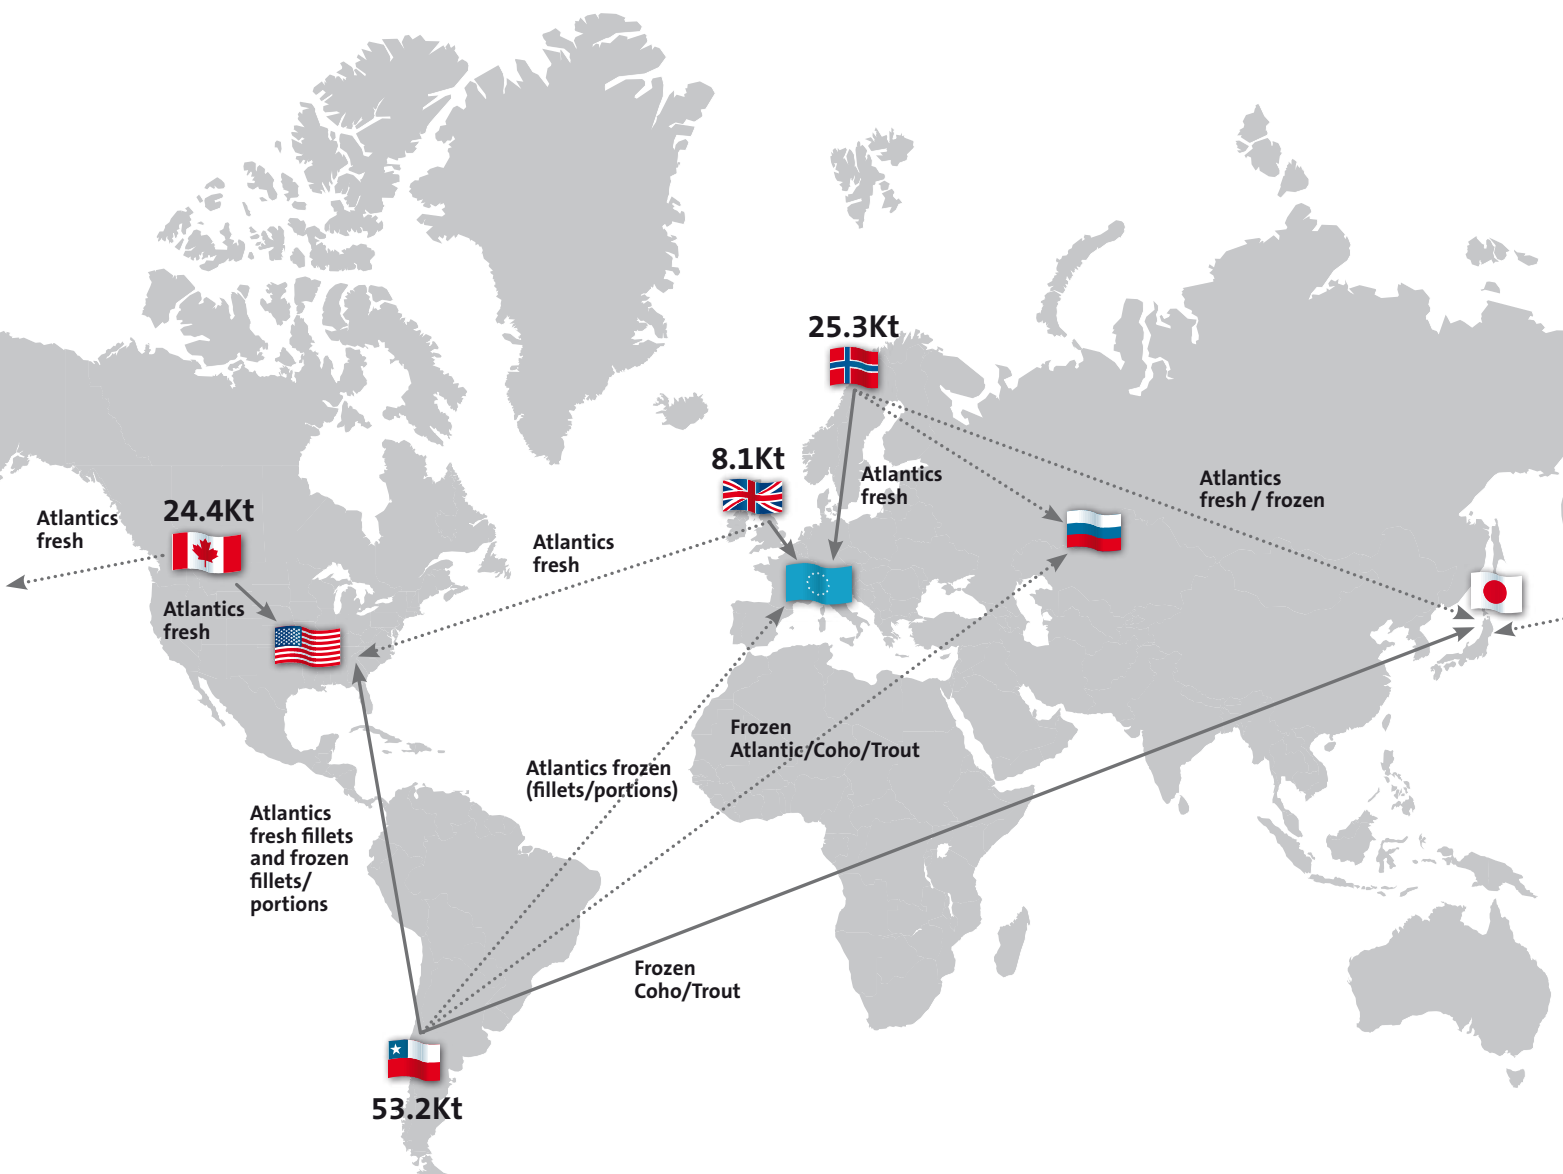 25.3Kt
8.1Kt
Atlantics
fresh
Atlantics
fresh / frozen
24.4Kt
Atlantics
fresh
Atlantics
fresh
Atlantics
fresh
Frozen
Atlantic/Coho/Trout
Atlantics frozen
(fillets/portions)
Atlantics
fresh fillets
and frozen
fillets/
portions
Frozen
Coho/Trout
53.2Kt